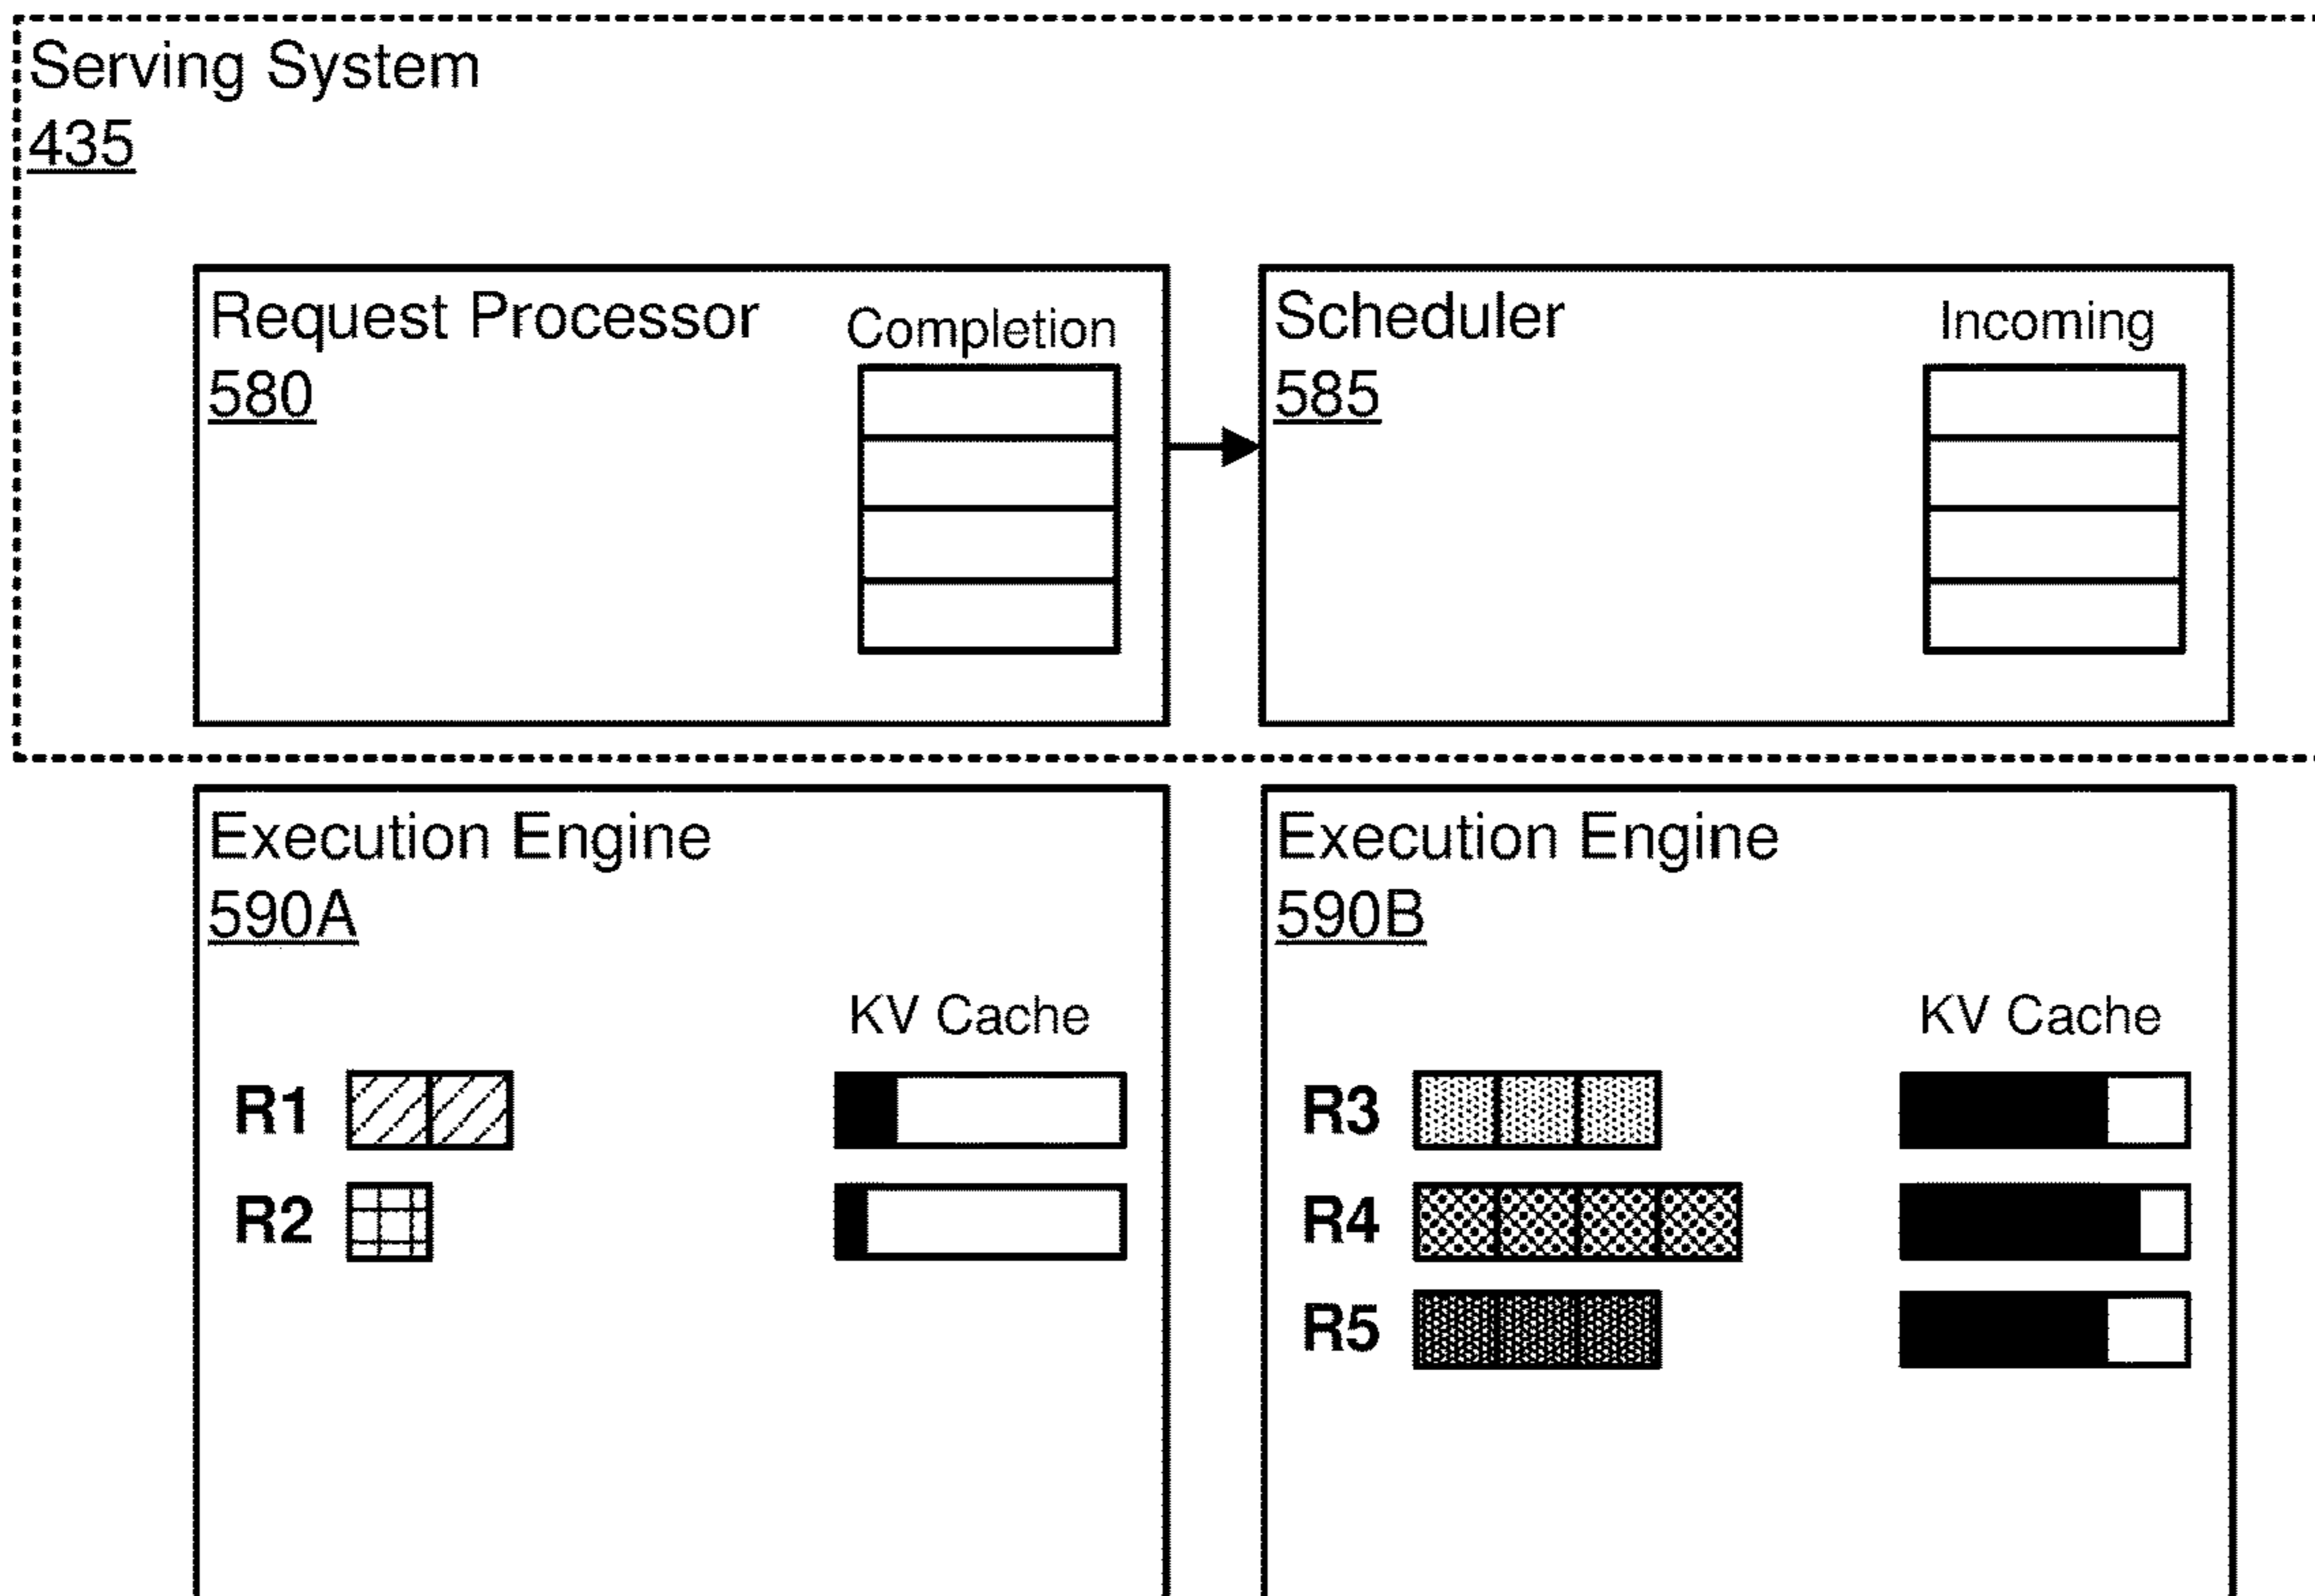 Serving System
435
Request Processor
580
Completion
Scheduler
585
Incoming
Execution Engine
590A
KV Cache
R1
R2
Execution Engine
590B
KV Cache
R3
R4
R5